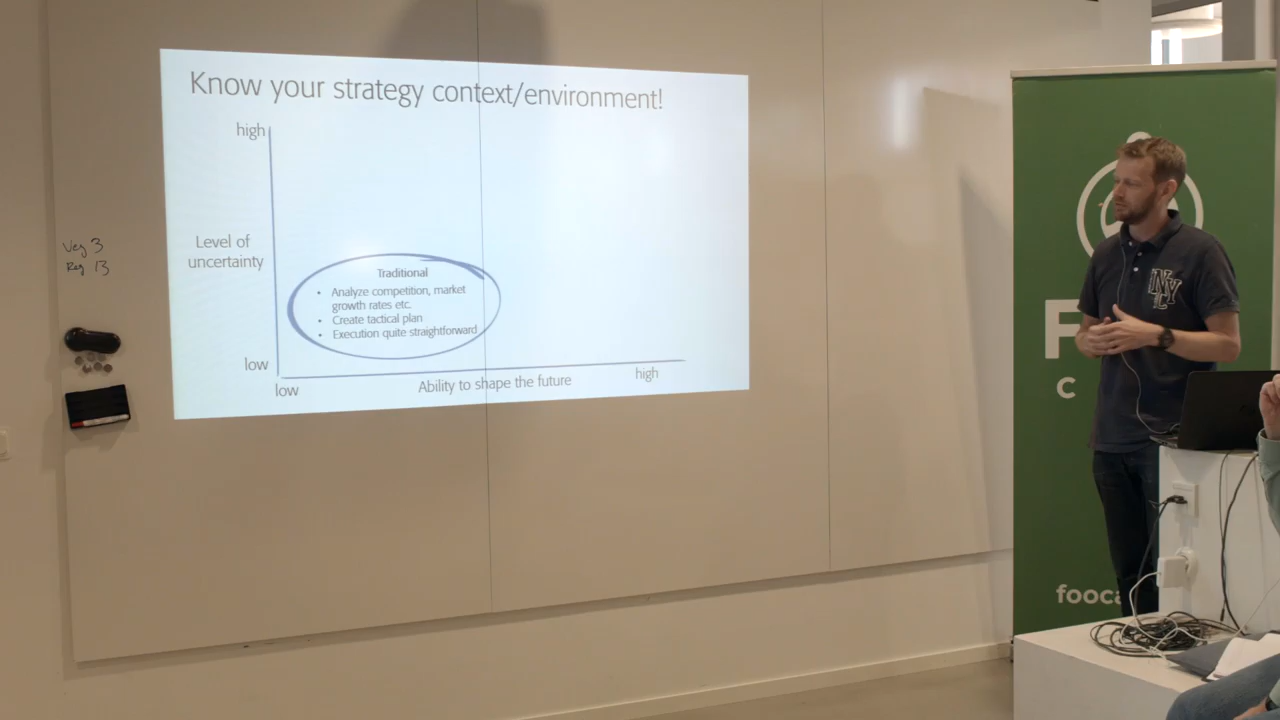 Know your strategy context/environment!
high
Level of
uncertainty
Traditional
• Analyze competition, market
growth rates etc.
• Create tactical plan
• Execution quite straightforward
low
low
Ability to shape the future
high
Veg 3
Reg 13
NY
F
C
fooca